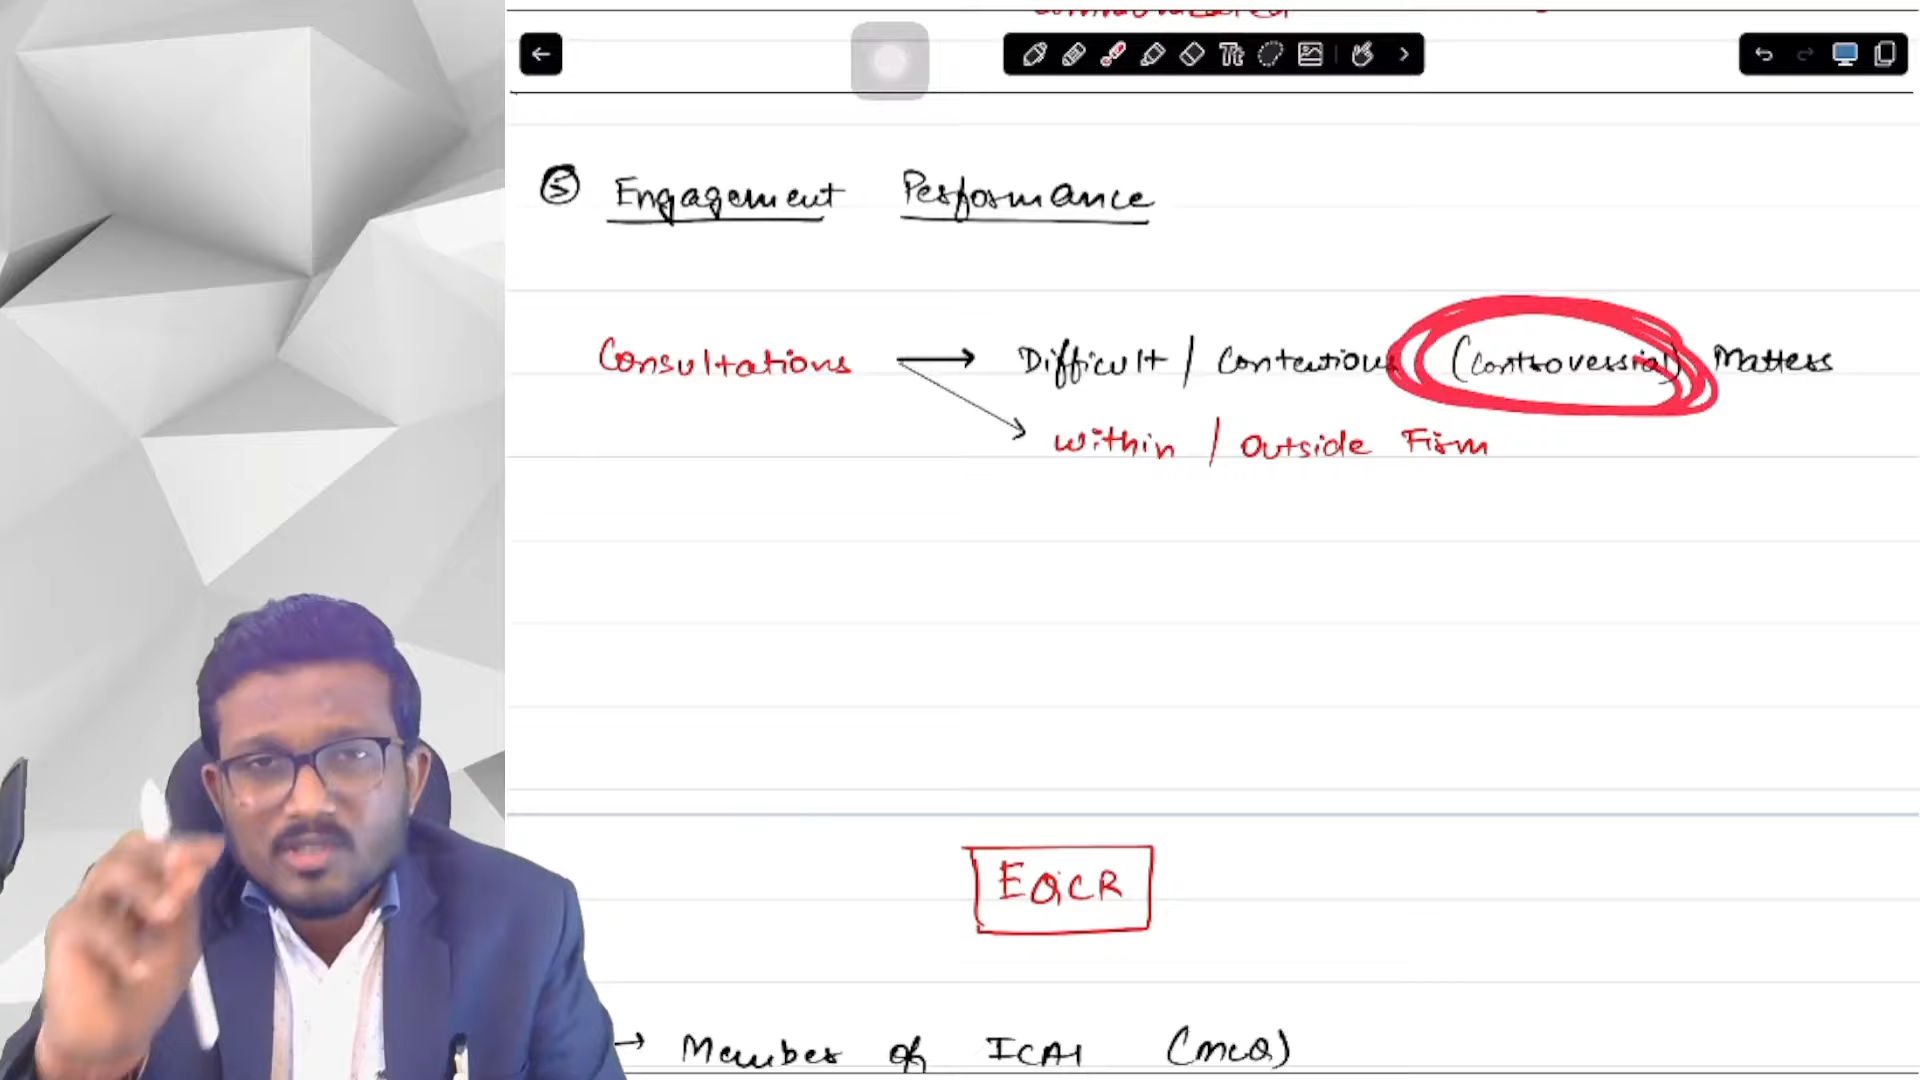 ⑤ Engagement Performance
Consultations → Difficult / Contentious (Controversial) Matters
→ Within / Outside Firm
EQCR
→ Member of ICAI (MCQ)